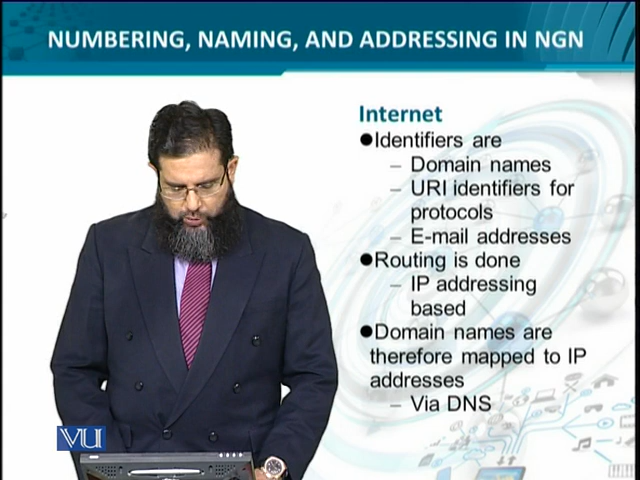 NUMBERING, NAMING, AND ADDRESSING IN NGN
Internet
●Identifiers are
– Domain names
– URI identifiers for
protocols
– E-mail addresses
●Routing is done
– IP addressing
based
●Domain names are
therefore mapped to IP
addresses
– Via DNS
VU